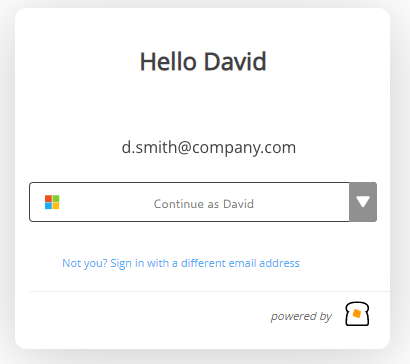 Hello David
d.smith@company.com
Continue as David
Not you? Sign in with a different email address
powered by